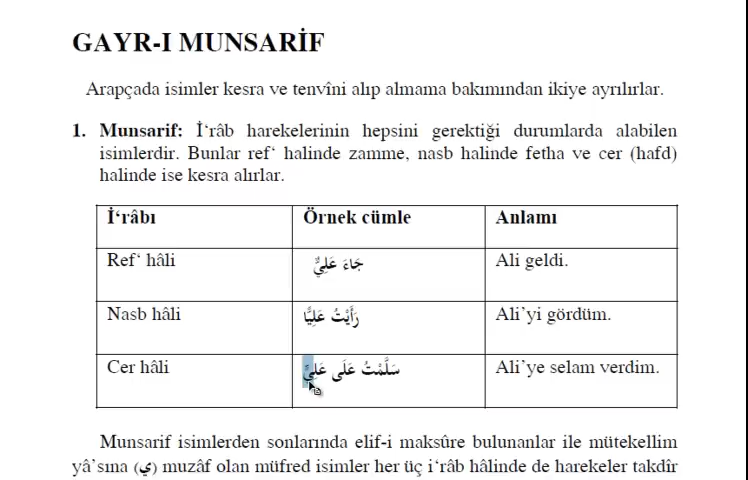 GAYR-I MUNSARİF
Arapçada isimler kesra ve tenvîni alıp almama bakımından ikiye ayrılırlar.
1. Munsarif: İ‘râb harekelerinin hepsini gerektiği durumlarda alabilen
isimlerdir. Bunlar ref‘ halinde zamme, nasb halinde fetha ve cer (hafd)
halinde ise kesra alırlar.
İ‘râbı Örnek cümle Anlamı
Ref‘ hâli جَاءَ عَلِيٌّ Ali geldi.
Nasb hâli رَأَيْتُ عَلِيًّا Ali’yi gördüm.
Cer hâli سَلَّمْتُ عَلَى عَلِيٍّ Ali’ye selam verdim.
Munsarif isimlerden sonlarında elif-i maksûre bulunanlar ile mütekellim
yâ’sına (ي) muzâf olan müfred isimler her üç i‘râb hâlinde de harekeler takdîr